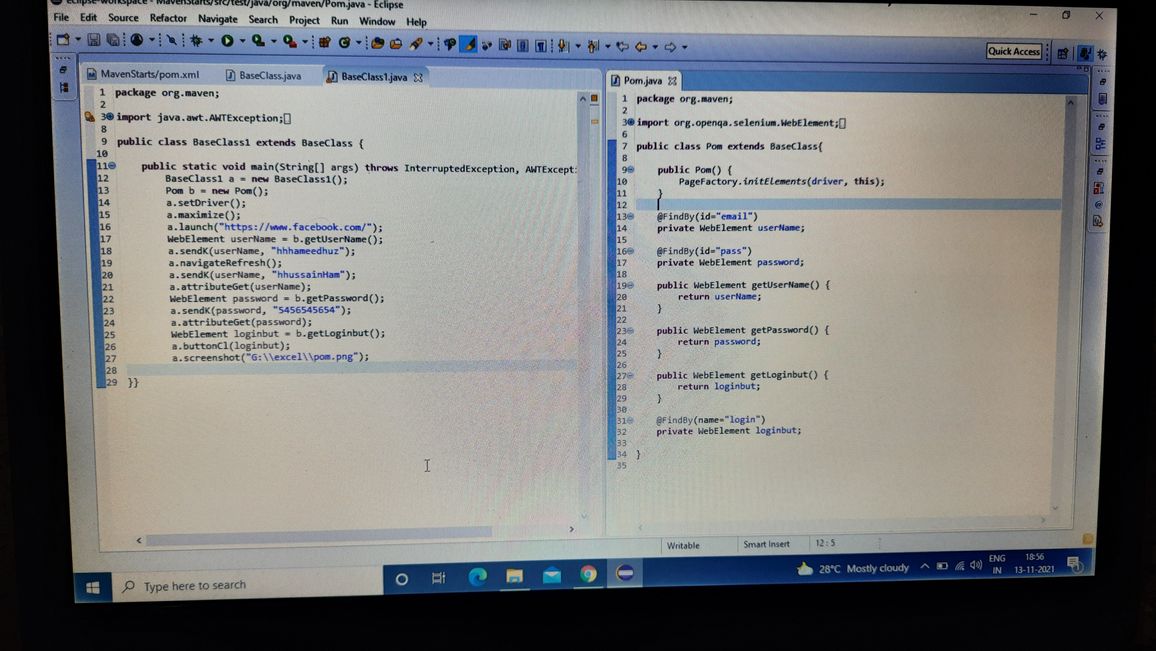 eclipse-workspace - MavenStarts/src/test/java/org/maven/Pom.java - Eclipse
File Edit Source Refactor Navigate Search Project Run Window Help
Quick Access
MavenStarts/pom.xml BaseClass.java BaseClass1.java
1 package org.maven;
2
3 import java.awt.AWTException;
8
9 public class BaseClass1 extends BaseClass {
10
11 public static void main(String[] args) throws InterruptedException, AWTExcept
12 BaseClass1 a = new BaseClass1();
13 Pom b = new Pom();
14 a.setDriver();
15 a.maximize();
16 a.launch("https://www.facebook.com/");
17 WebElement userName = b.getUserName();
18 a.sendK(userName, "hhhameedhuz");
19 a.navigateRefresh();
20 a.sendK(userName, "hhussainHam");
21 a.attributeGet(userName);
22 WebElement password = b.getPassword();
23 a.sendK(password, "5456545654");
24 a.attributeGet(password);
25 WebElement loginbut = b.getLoginbut();
26 a.buttonCl(loginbut);
27 a.screenshot("G:\\excel\\pom.png");
28
29 }}
Pom.java
1 package org.maven;
2
3 import org.openqa.selenium.WebElement;
6
7 public class Pom extends BaseClass{
8
9 public Pom() {
10 PageFactory.initElements(driver, this);
11 }
12
13 @FindBy(id="email")
14 private WebElement userName;
15
16 @FindBy(id="pass")
17 private WebElement password;
18
19 public WebElement getUserName() {
20 return userName;
21 }
22
23 public WebElement getPassword() {
24 return password;
25 }
26
27 public WebElement getLoginbut() {
28 return loginbut;
29 }
30
31 @FindBy(name="login")
32 private WebElement loginbut;
33
34 }
35
Writable Smart Insert 12 : 5
Type here to search
28°C Mostly cloudy ENG IN 18:56 13-11-2021